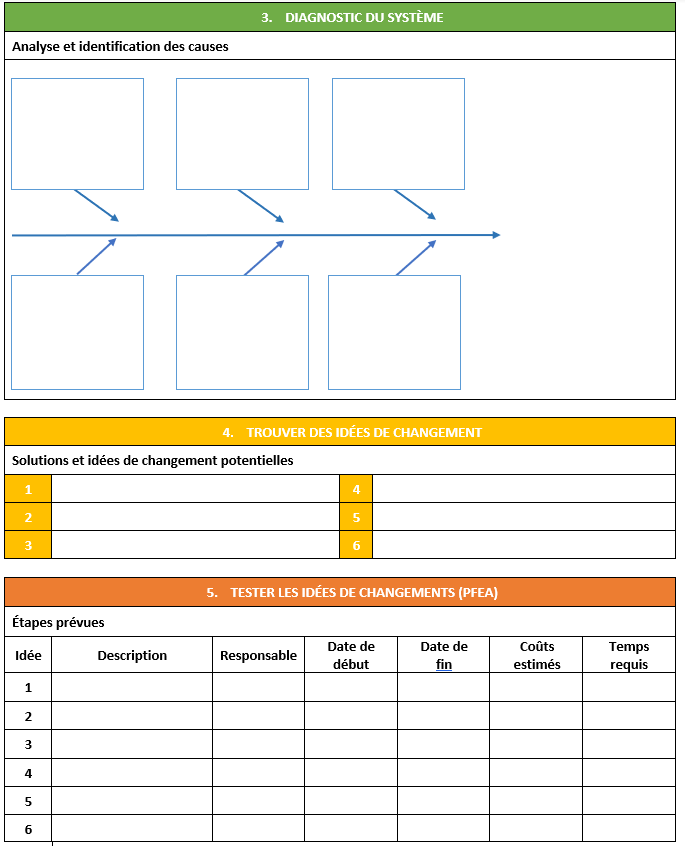 3. DIAGNOSTIC DU SYSTÈME
Analyse et identification des causes
4. TROUVER DES IDÉES DE CHANGEMENT
Solutions et idées de changement potentielles
1 4
2 5
3 6
5. TESTER LES IDÉES DE CHANGEMENTS (PFEA)
Étapes prévues
Idée Description Responsable Date de début Date de fin Coûts estimés Temps requis
1
2
3
4
5
6